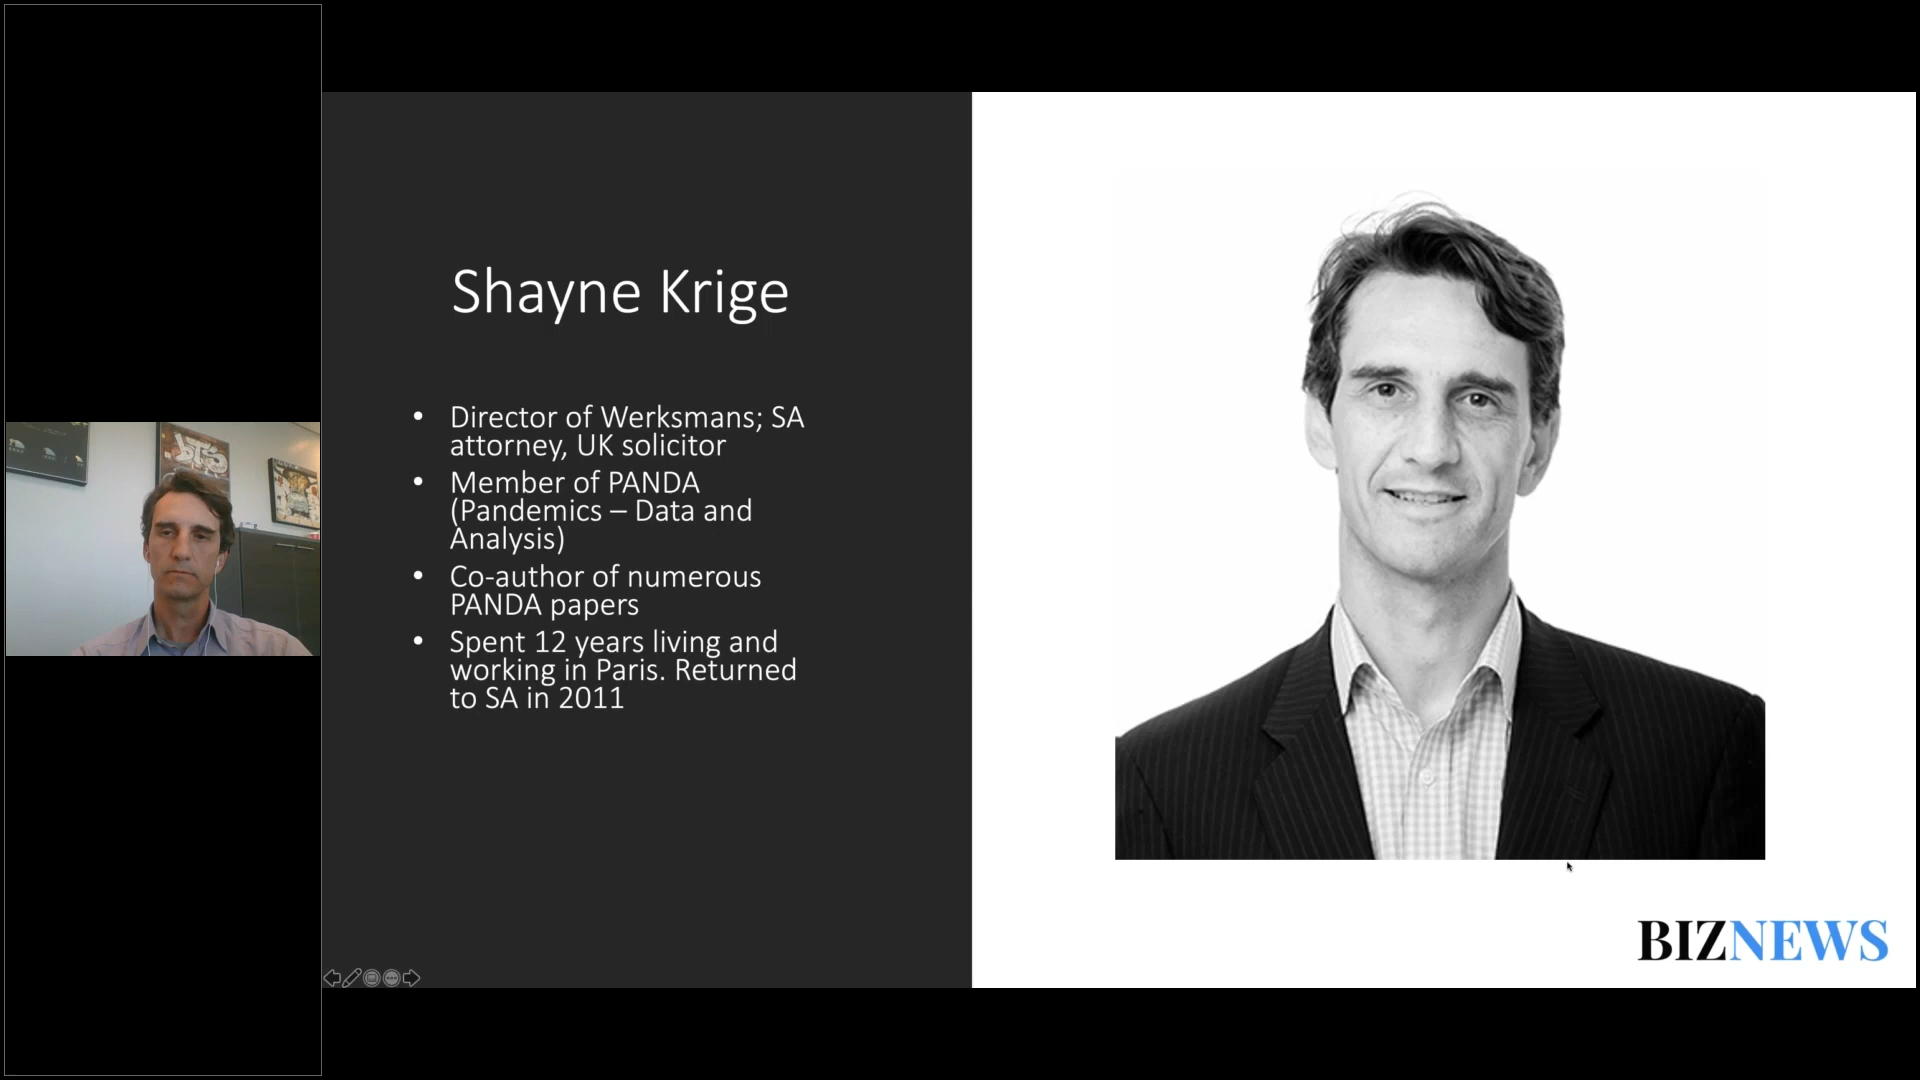 Shayne Krige
• Director of Werksmans; SA
attorney, UK solicitor
• Member of PANDA
(Pandemics – Data and
Analysis)
• Co-author of numerous
PANDA papers
• Spent 12 years living and
working in Paris. Returned
to SA in 2011
BIZNEWS